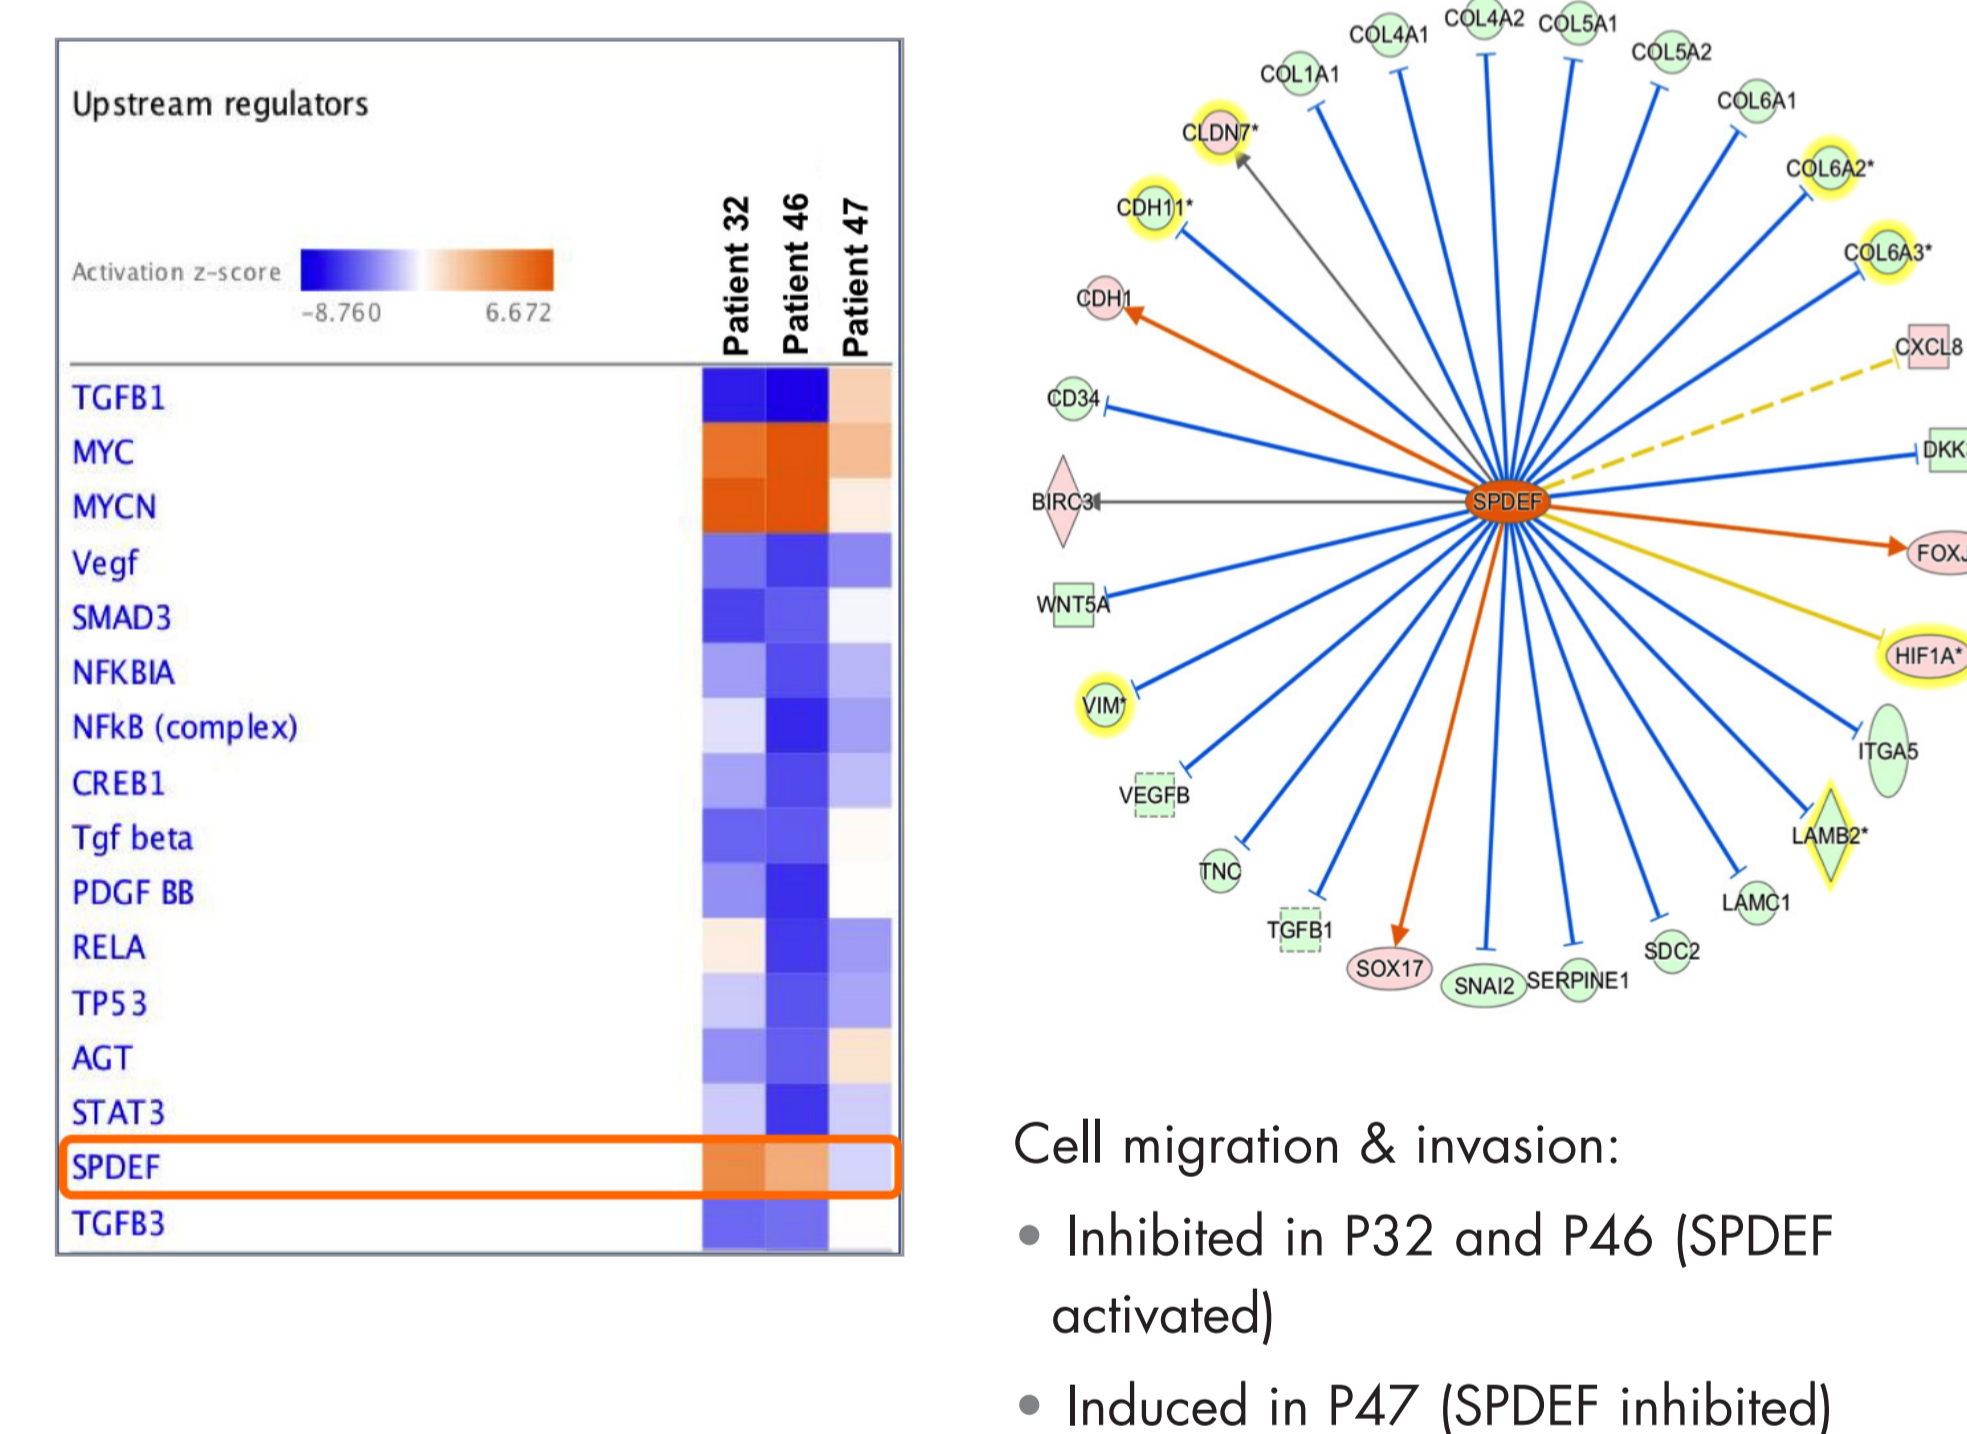 Upstream regulators
Activation z-score
-8.760
6.672
Patient 32
Patient 46
Patient 47
TGFB1
MYC
MYCN
Vegf
SMAD3
NFKBIA
NFkB (complex)
CREB1
Tgf beta
PDGF BB
RELA
TP53
AGT
STAT3
SPDEF
TGFB3
COL4A2
COL5A1
COL5A2
COL6A1
COL6A2*
COL6A3*
CXCL8
DKK
FOXJ
HIF1A*
ITGA5
LAMB2*
LAMC1
SDC2
SERPINE1
SNAI2
SOX17
TGFB1
TNC
VEGFB
VIM*
WNT5A
BIRC3
CD34
CDH1
CDH11*
CLDN7*
COL1A1
COL4A1
SPDEF
Cell migration & invasion:
• Inhibited in P32 and P46 (SPDEF
activated)
• Induced in P47 (SPDEF inhibited)